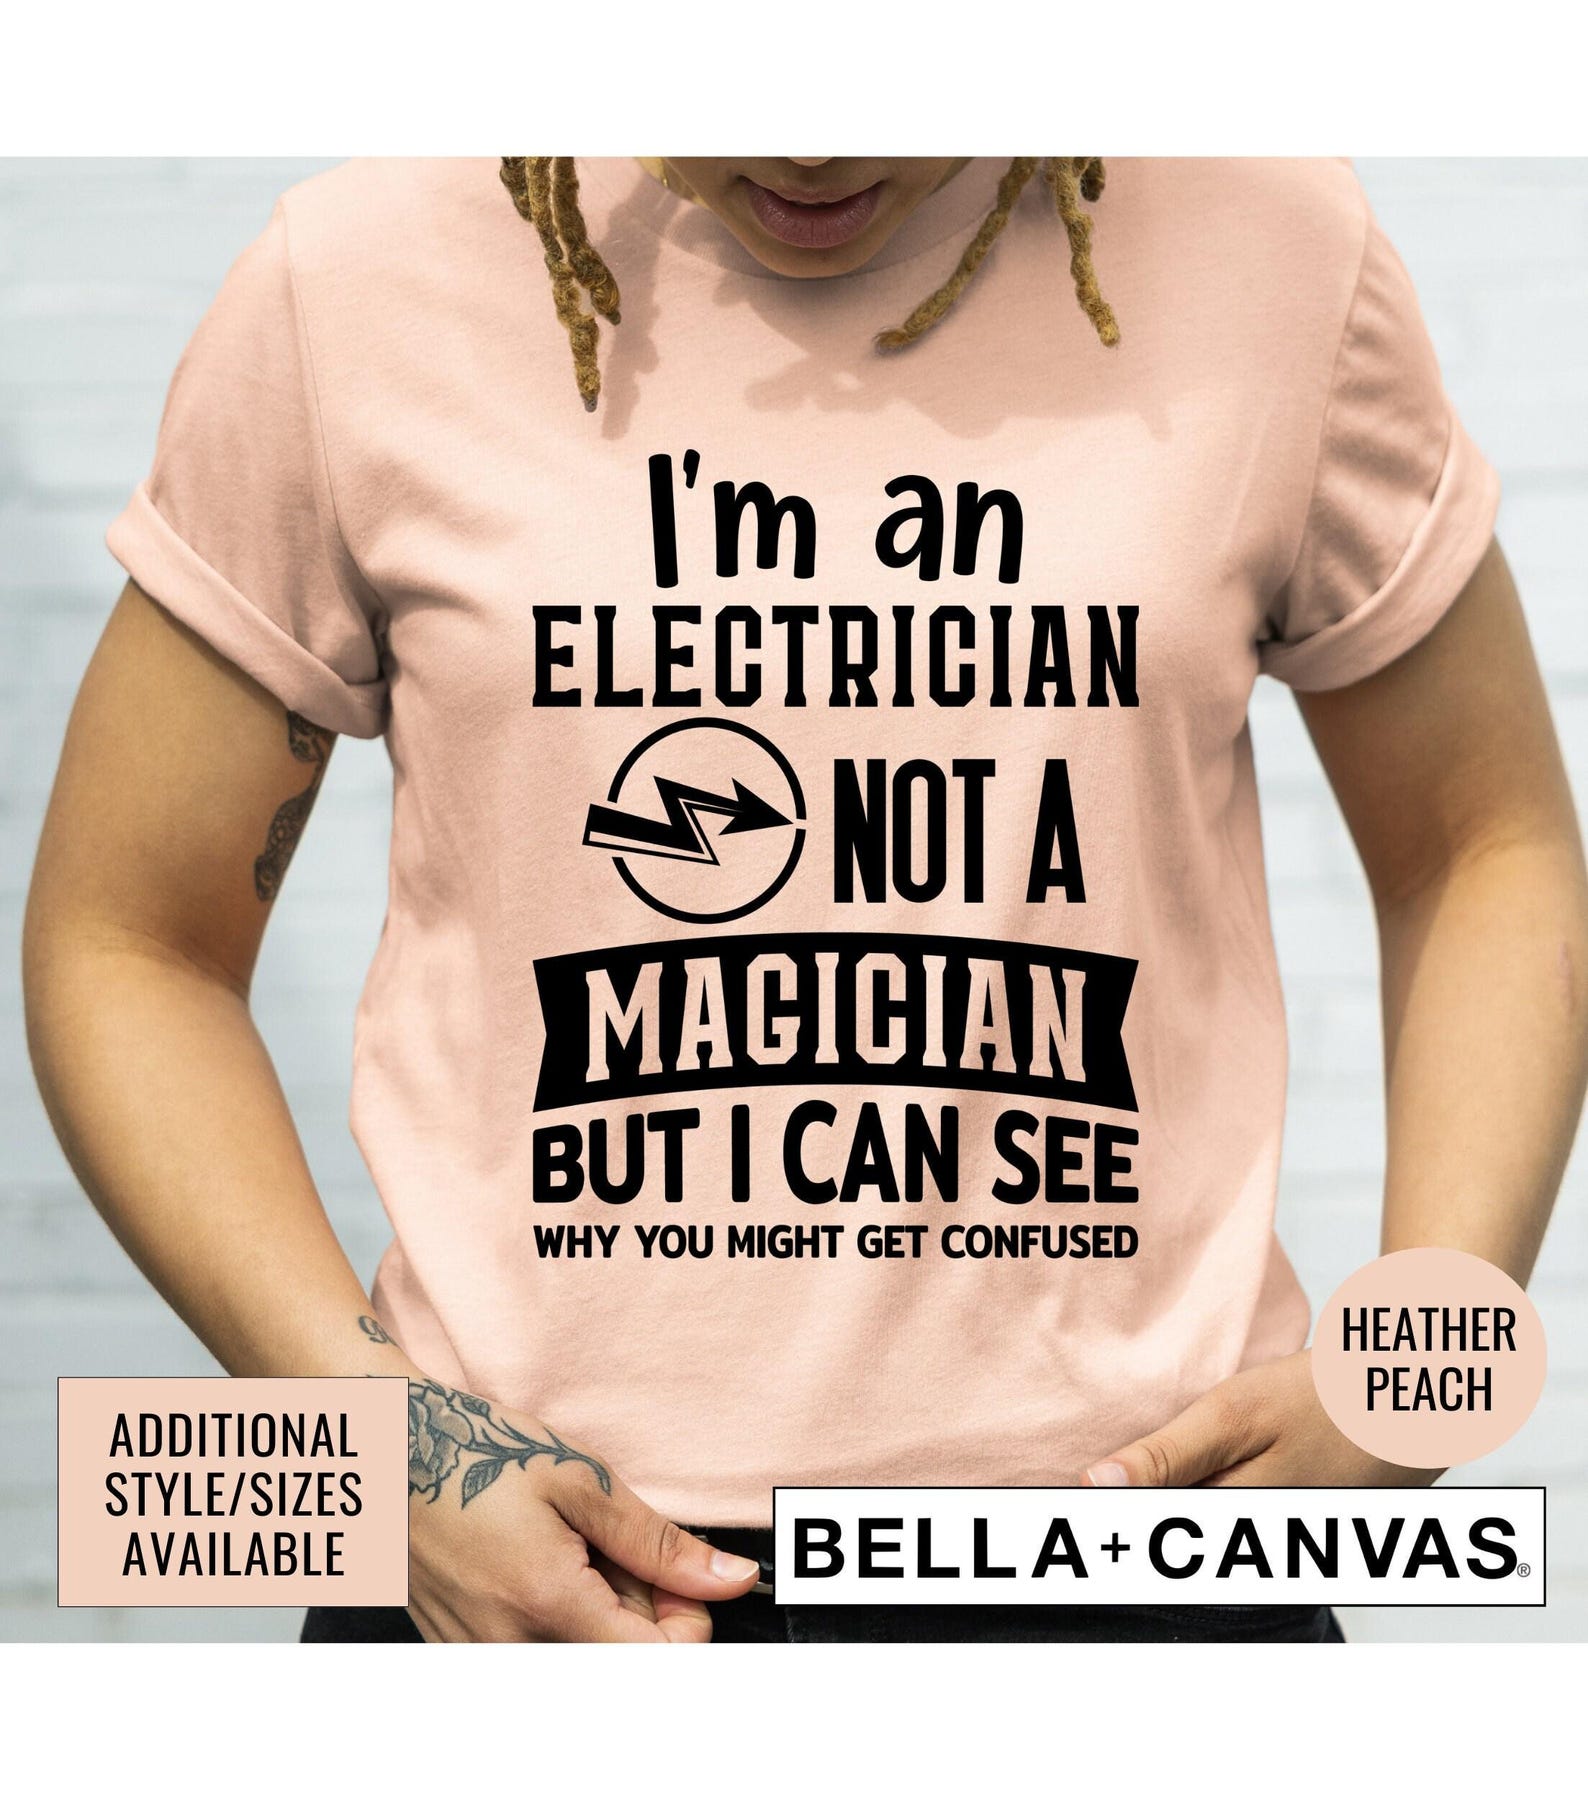 I'm an
ELECTRICIAN
NOT A
MAGICIAN
BUT I CAN SEE
WHY YOU MIGHT GET CONFUSED
HEATHER
PEACH
ADDITIONAL
STYLE/SIZES
AVAILABLE
BELLA+CANVAS®